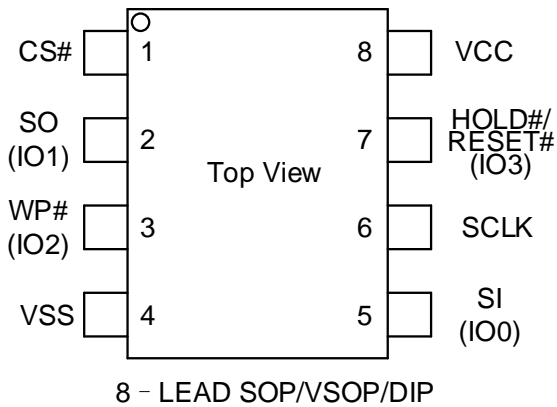 CS# 1 8 VCC
SO
(IO1)
2 7
HOLD#/
RESET#
(IO3)
Top View
WP#
(IO2)
3 6 SCLK
VSS 4 5
SI
(IO0)
8 - LEAD SOP/VSOP/DIP